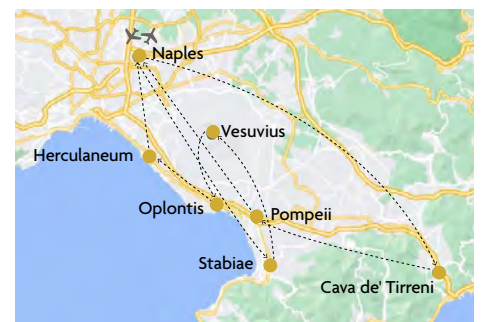 Naples
Vesuvius
Herculaneum
Oplontis
Pompeii
Stabiae
Cava de' Tirreni